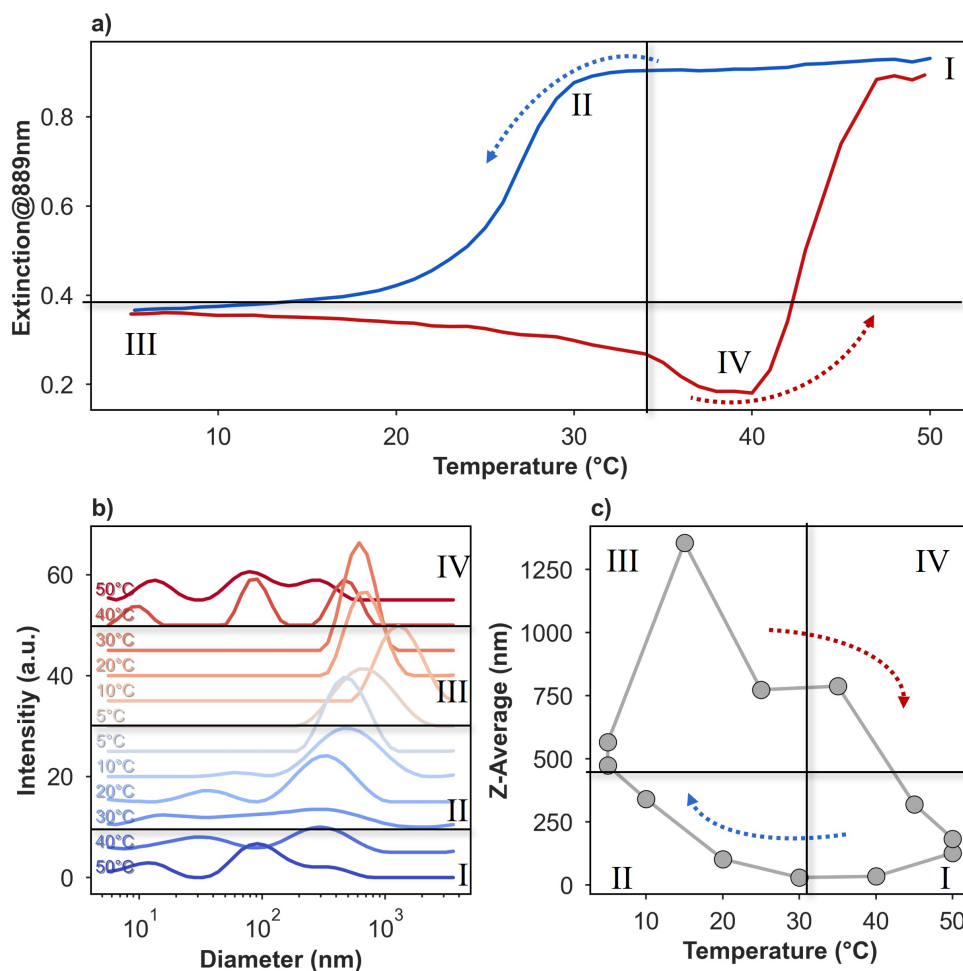 a)
Extinction@889nm
0.8
0.6
0.4
0.2
I
II
III
IV
10 20 30 40 50
Temperature (°C)
b)
Intensitiy (a.u.)
60
40
20
0
50°C
40°C
30°C
20°C
10°C
5°C
5°C
10°C
20°C
30°C
40°C
50°C
IV
III
II
I
10¹ 10² 10³
Diameter (nm)
c)
Z-Average (nm)
1250
1000
750
500
250
0
III
IV
II
I
10 20 30 40 50
Temperature (°C)